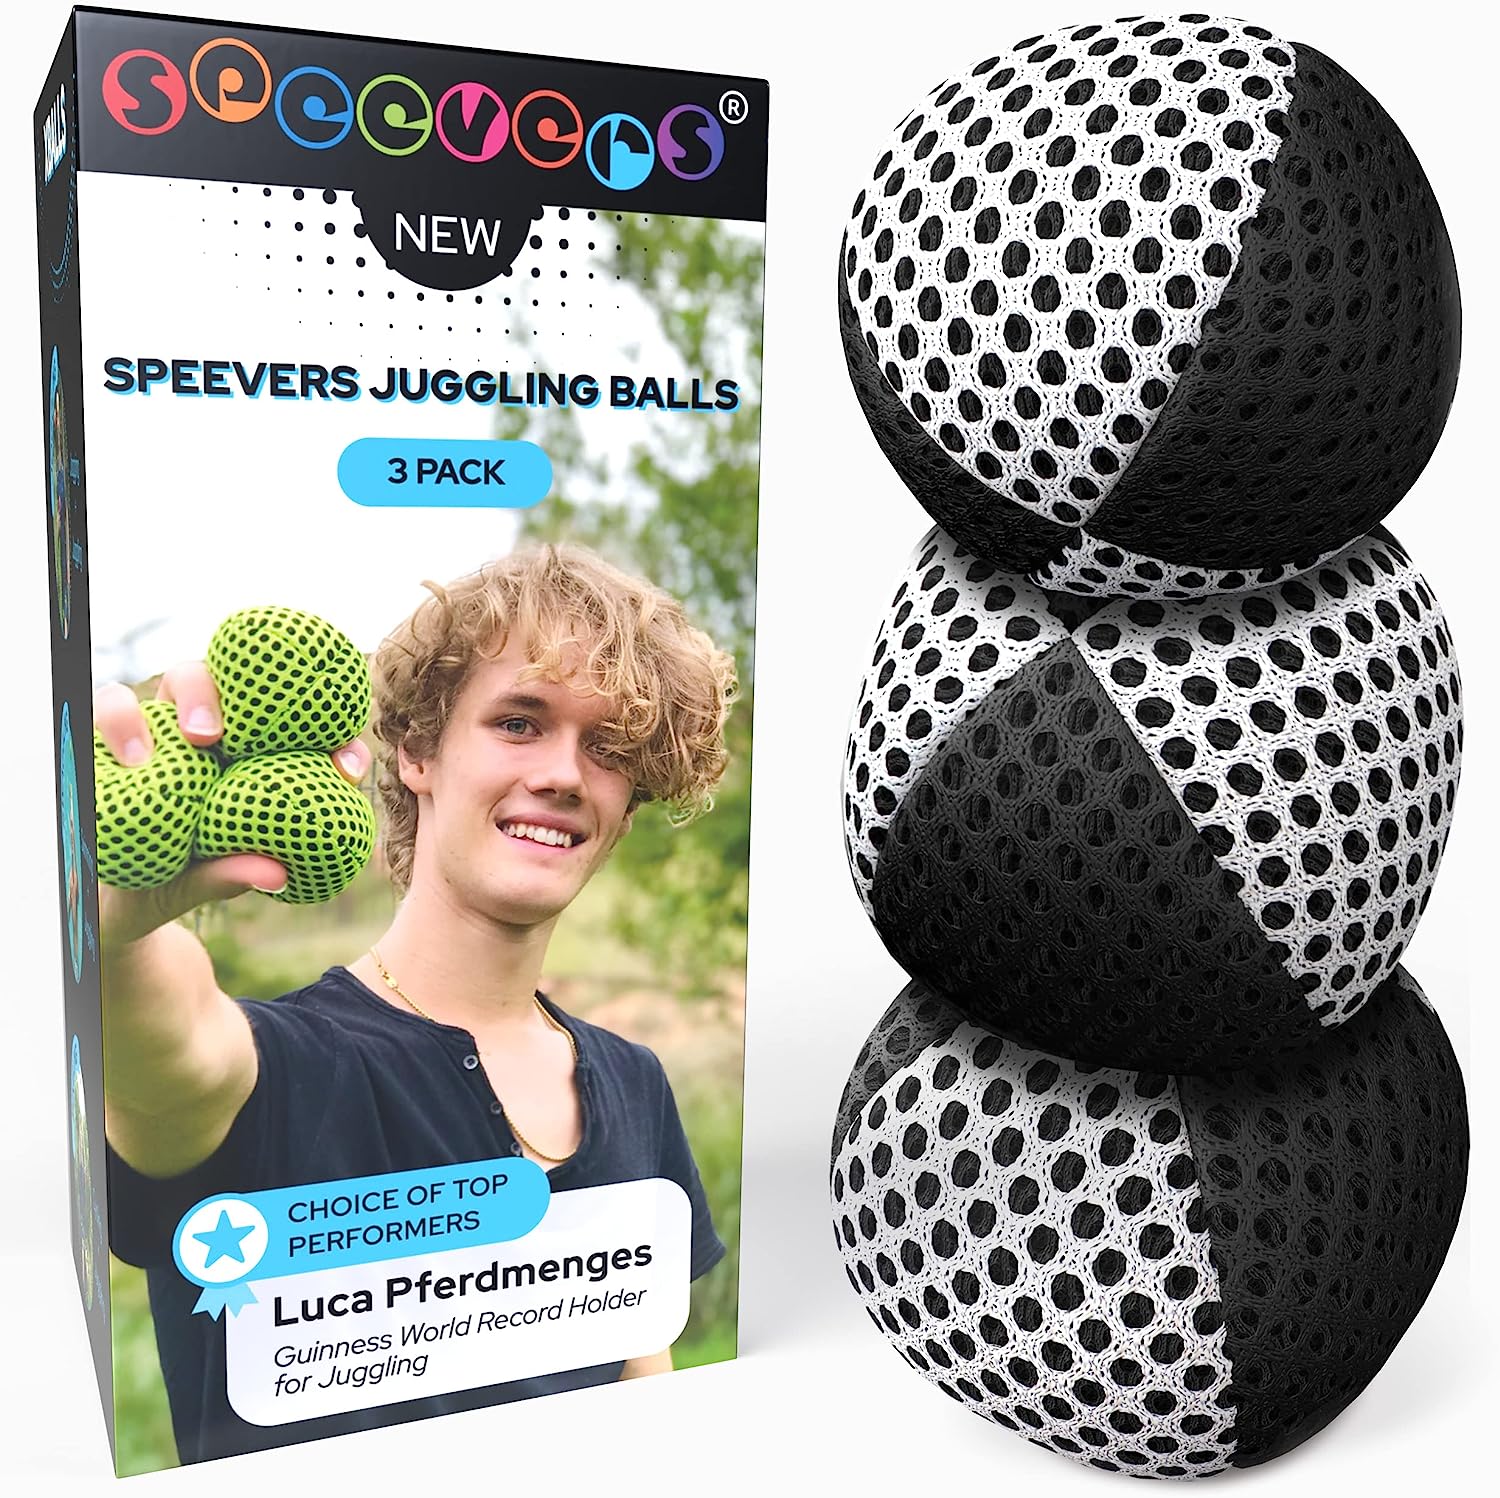 SPEEVERS®
NEW
SPEEVERS JUGGLING BALLS
3 PACK
CHOICE OF TOP
PERFORMERS
Luca Pferdmenges
Guinness World Record Holder
for Juggling
XBALLS